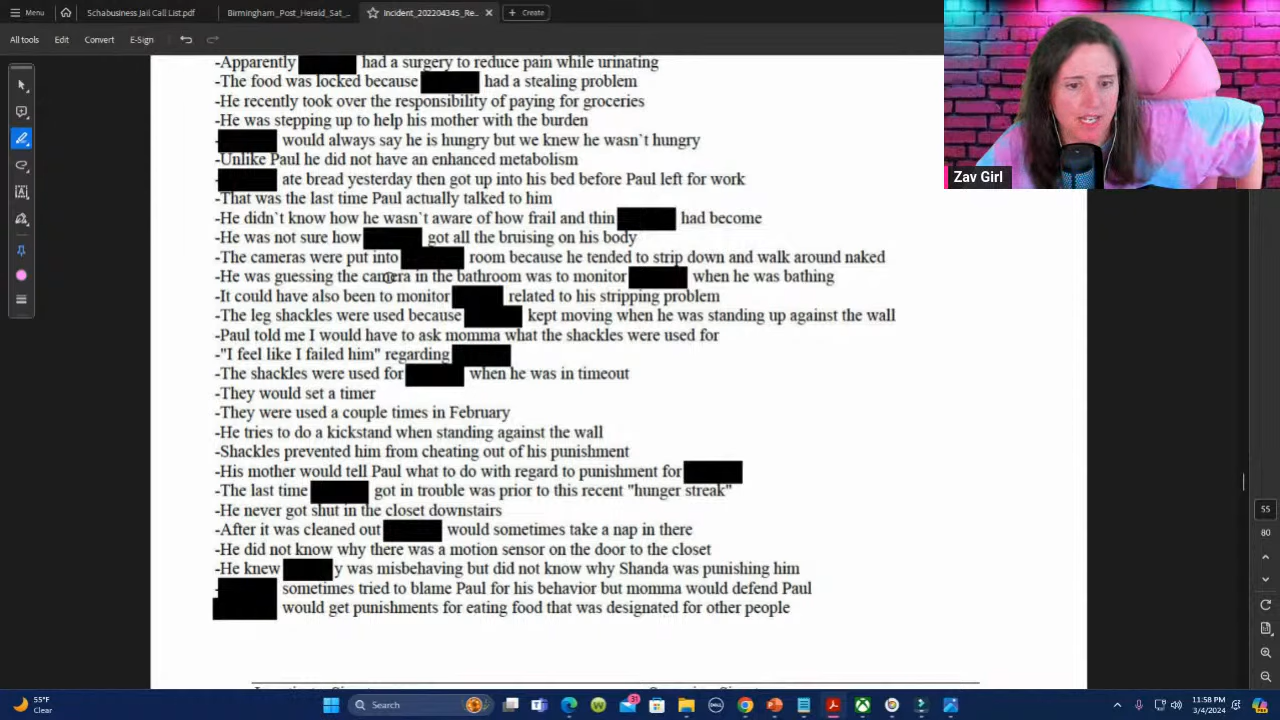 Menu
Schabusiness Jail Call List.pdf
Birmingham_Post_Herald_Sat_...
Incident_202204345_Re...
Create
All tools
Edit
Convert
E-Sign
-Apparently had a surgery to reduce pain while urinating
-The food was locked because had a stealing problem
-He recently took over the responsibility of paying for groceries
-He was stepping up to help his mother with the burden
- would always say he is hungry but we knew he wasn`t hungry
-Unlike Paul he did not have an enhanced metabolism
- ate bread yesterday then got up into his bed before Paul left for work
-That was the last time Paul actually talked to him
-He didn`t know how he wasn`t aware of how frail and thin had become
-He was not sure how got all the bruising on his body
-The cameras were put into room because he tended to strip down and walk around naked
-He was guessing the camera in the bathroom was to monitor when he was bathing
-It could have also been to monitor related to his stripping problem
-The leg shackles were used because kept moving when he was standing up against the wall
-Paul told me I would have to ask momma what the shackles were used for
-"I feel like I failed him" regarding
-The shackles were used for when he was in timeout
-They would set a timer
-They were used a couple times in February
-He tries to do a kickstand when standing against the wall
-Shackles prevented him from cheating out of his punishment
-His mother would tell Paul what to do with regard to punishment for
-The last time got in trouble was prior to this recent "hunger streak"
-He never got shut in the closet downstairs
-After it was cleaned out would sometimes take a nap in there
-He did not know why there was a motion sensor on the door to the closet
-He knew y was misbehaving but did not know why Shanda was punishing him
- sometimes tried to blame Paul for his behavior but momma would defend Paul
would get punishments for eating food that was designated for other people
Zav Girl
55
80
55°F
Clear
Search
31
11:58 PM
3/4/2024